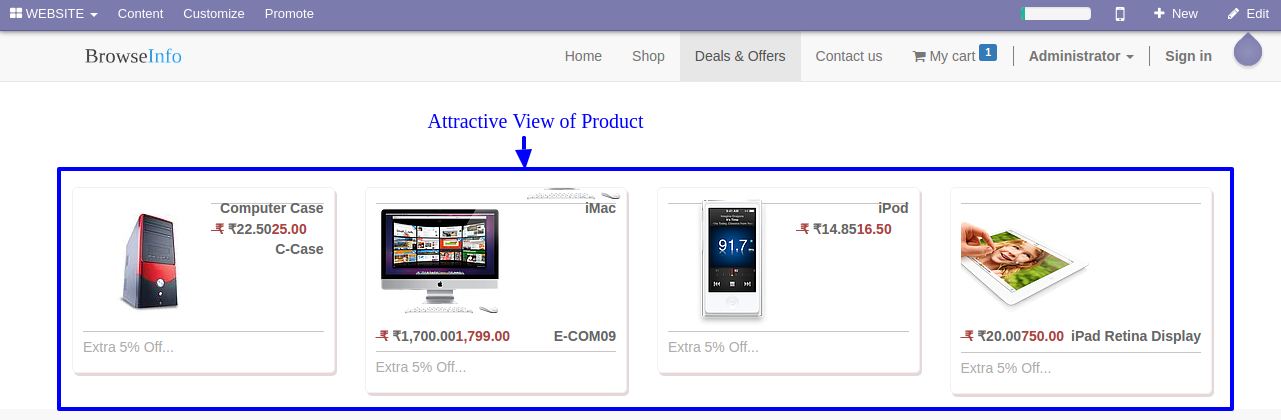 WEBSITE Content Customize Promote New Edit
BrowseInfo Home Shop Deals & Offers Contact us My cart 1 Administrator Sign in
Attractive View of Product
Computer Case
₹ ₹22.5025.00
C-Case
Extra 5% Off...
iMac
₹ ₹1,700.001,799.00 E-COM09
Extra 5% Off...
iPod
₹ ₹14.8516.50
91.7
Extra 5% Off...
₹ ₹20.00750.00 iPad Retina Display
Extra 5% Off...